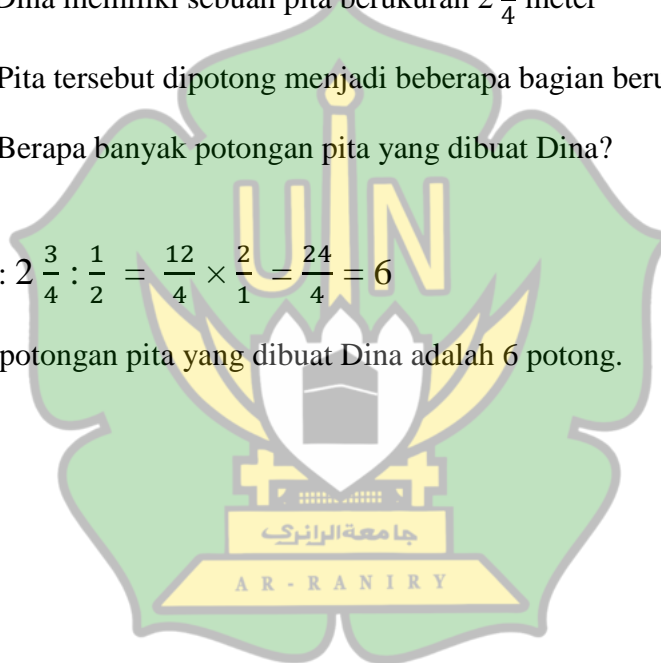 Dina memiliki sebuah pita berukuran 2 —/4 meter
Pita tersebut dipotong menjadi beberapa bagian
Berapa banyak potongan pita yang dibuat Dina?
UIN
: 2 3/4 : 1/2 = 12/4 × 2/1 = 24/4 = 6
potongan pita yang dibuat Dina adalah 6 potong.
جامعةالرانري
AR-RANIRY